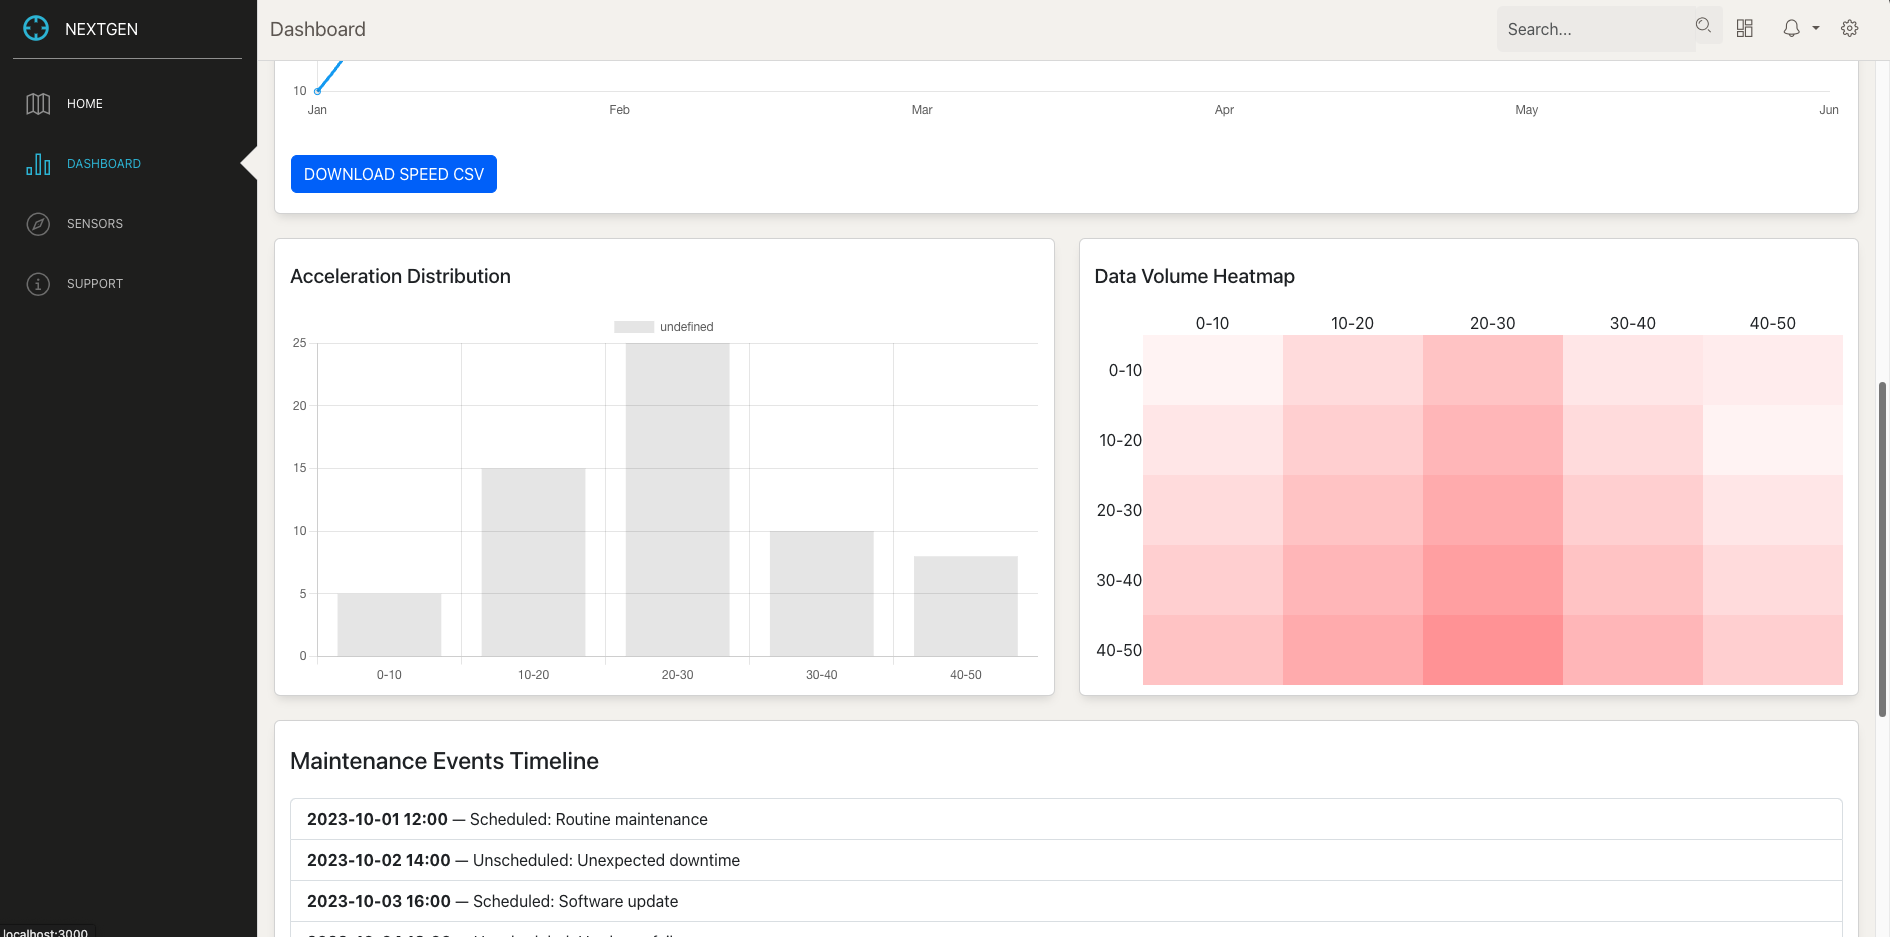 NEXTGEN
Dashboard
Search...
HOME
DASHBOARD
SENSORS
SUPPORT
10
Jan Feb Mar Apr May Jun
DOWNLOAD SPEED CSV
Acceleration Distribution
undefined
25
20
15
10
5
0
0-10 10-20 20-30 30-40 40-50
Data Volume Heatmap
0-10 10-20 20-30 30-40 40-50
0-10
10-20
20-30
30-40
40-50
Maintenance Events Timeline
2023-10-01 12:00 — Scheduled: Routine maintenance
2023-10-02 14:00 — Unscheduled: Unexpected downtime
2023-10-03 16:00 — Scheduled: Software update
localhost:3000